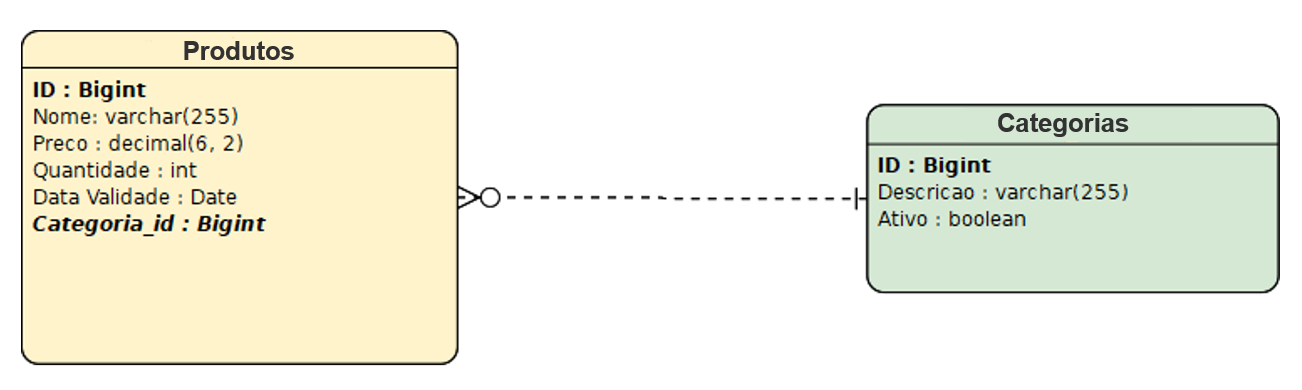 Produtos
ID : Bigint
Nome: varchar(255)
Preco : decimal(6, 2)
Quantidade : int
Data Validade : Date
Categoria_id : Bigint
Categorias
ID : Bigint
Descricao : varchar(255)
Ativo : boolean